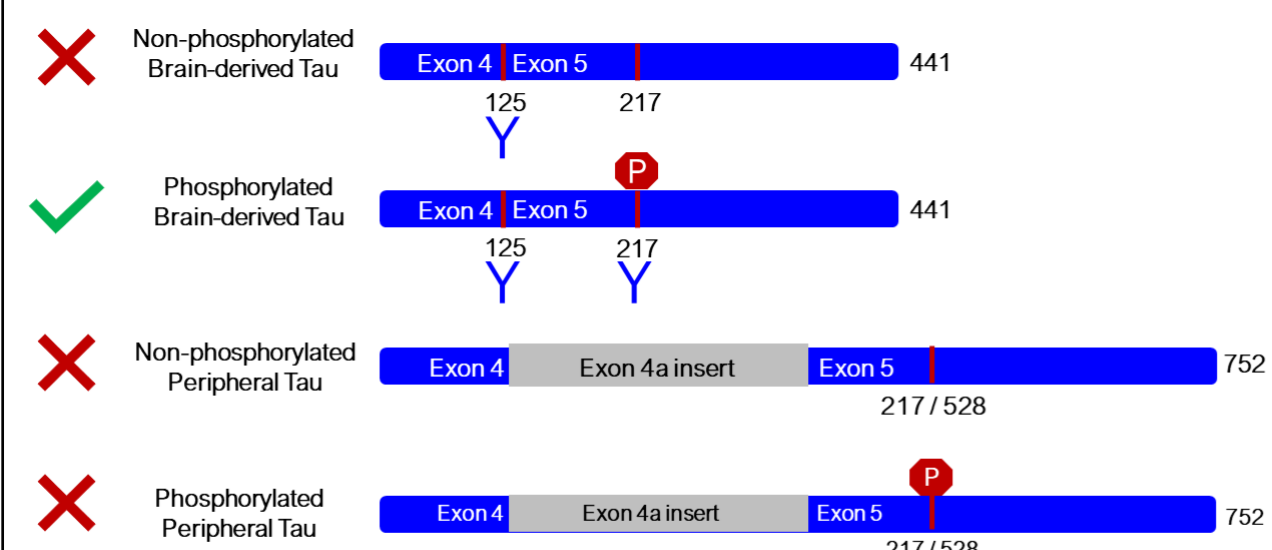 Non-phosphorylated
Brain-derived Tau
Exon 4 Exon 5
441
125 217
P
Phosphorylated
Brain-derived Tau
Exon 4 Exon 5
441
125 217
Non-phosphorylated
Peripheral Tau
Exon 4 Exon 4a insert Exon 5
752
217 / 528
P
Phosphorylated
Peripheral Tau
Exon 4 Exon 4a insert Exon 5
752
217 / 528